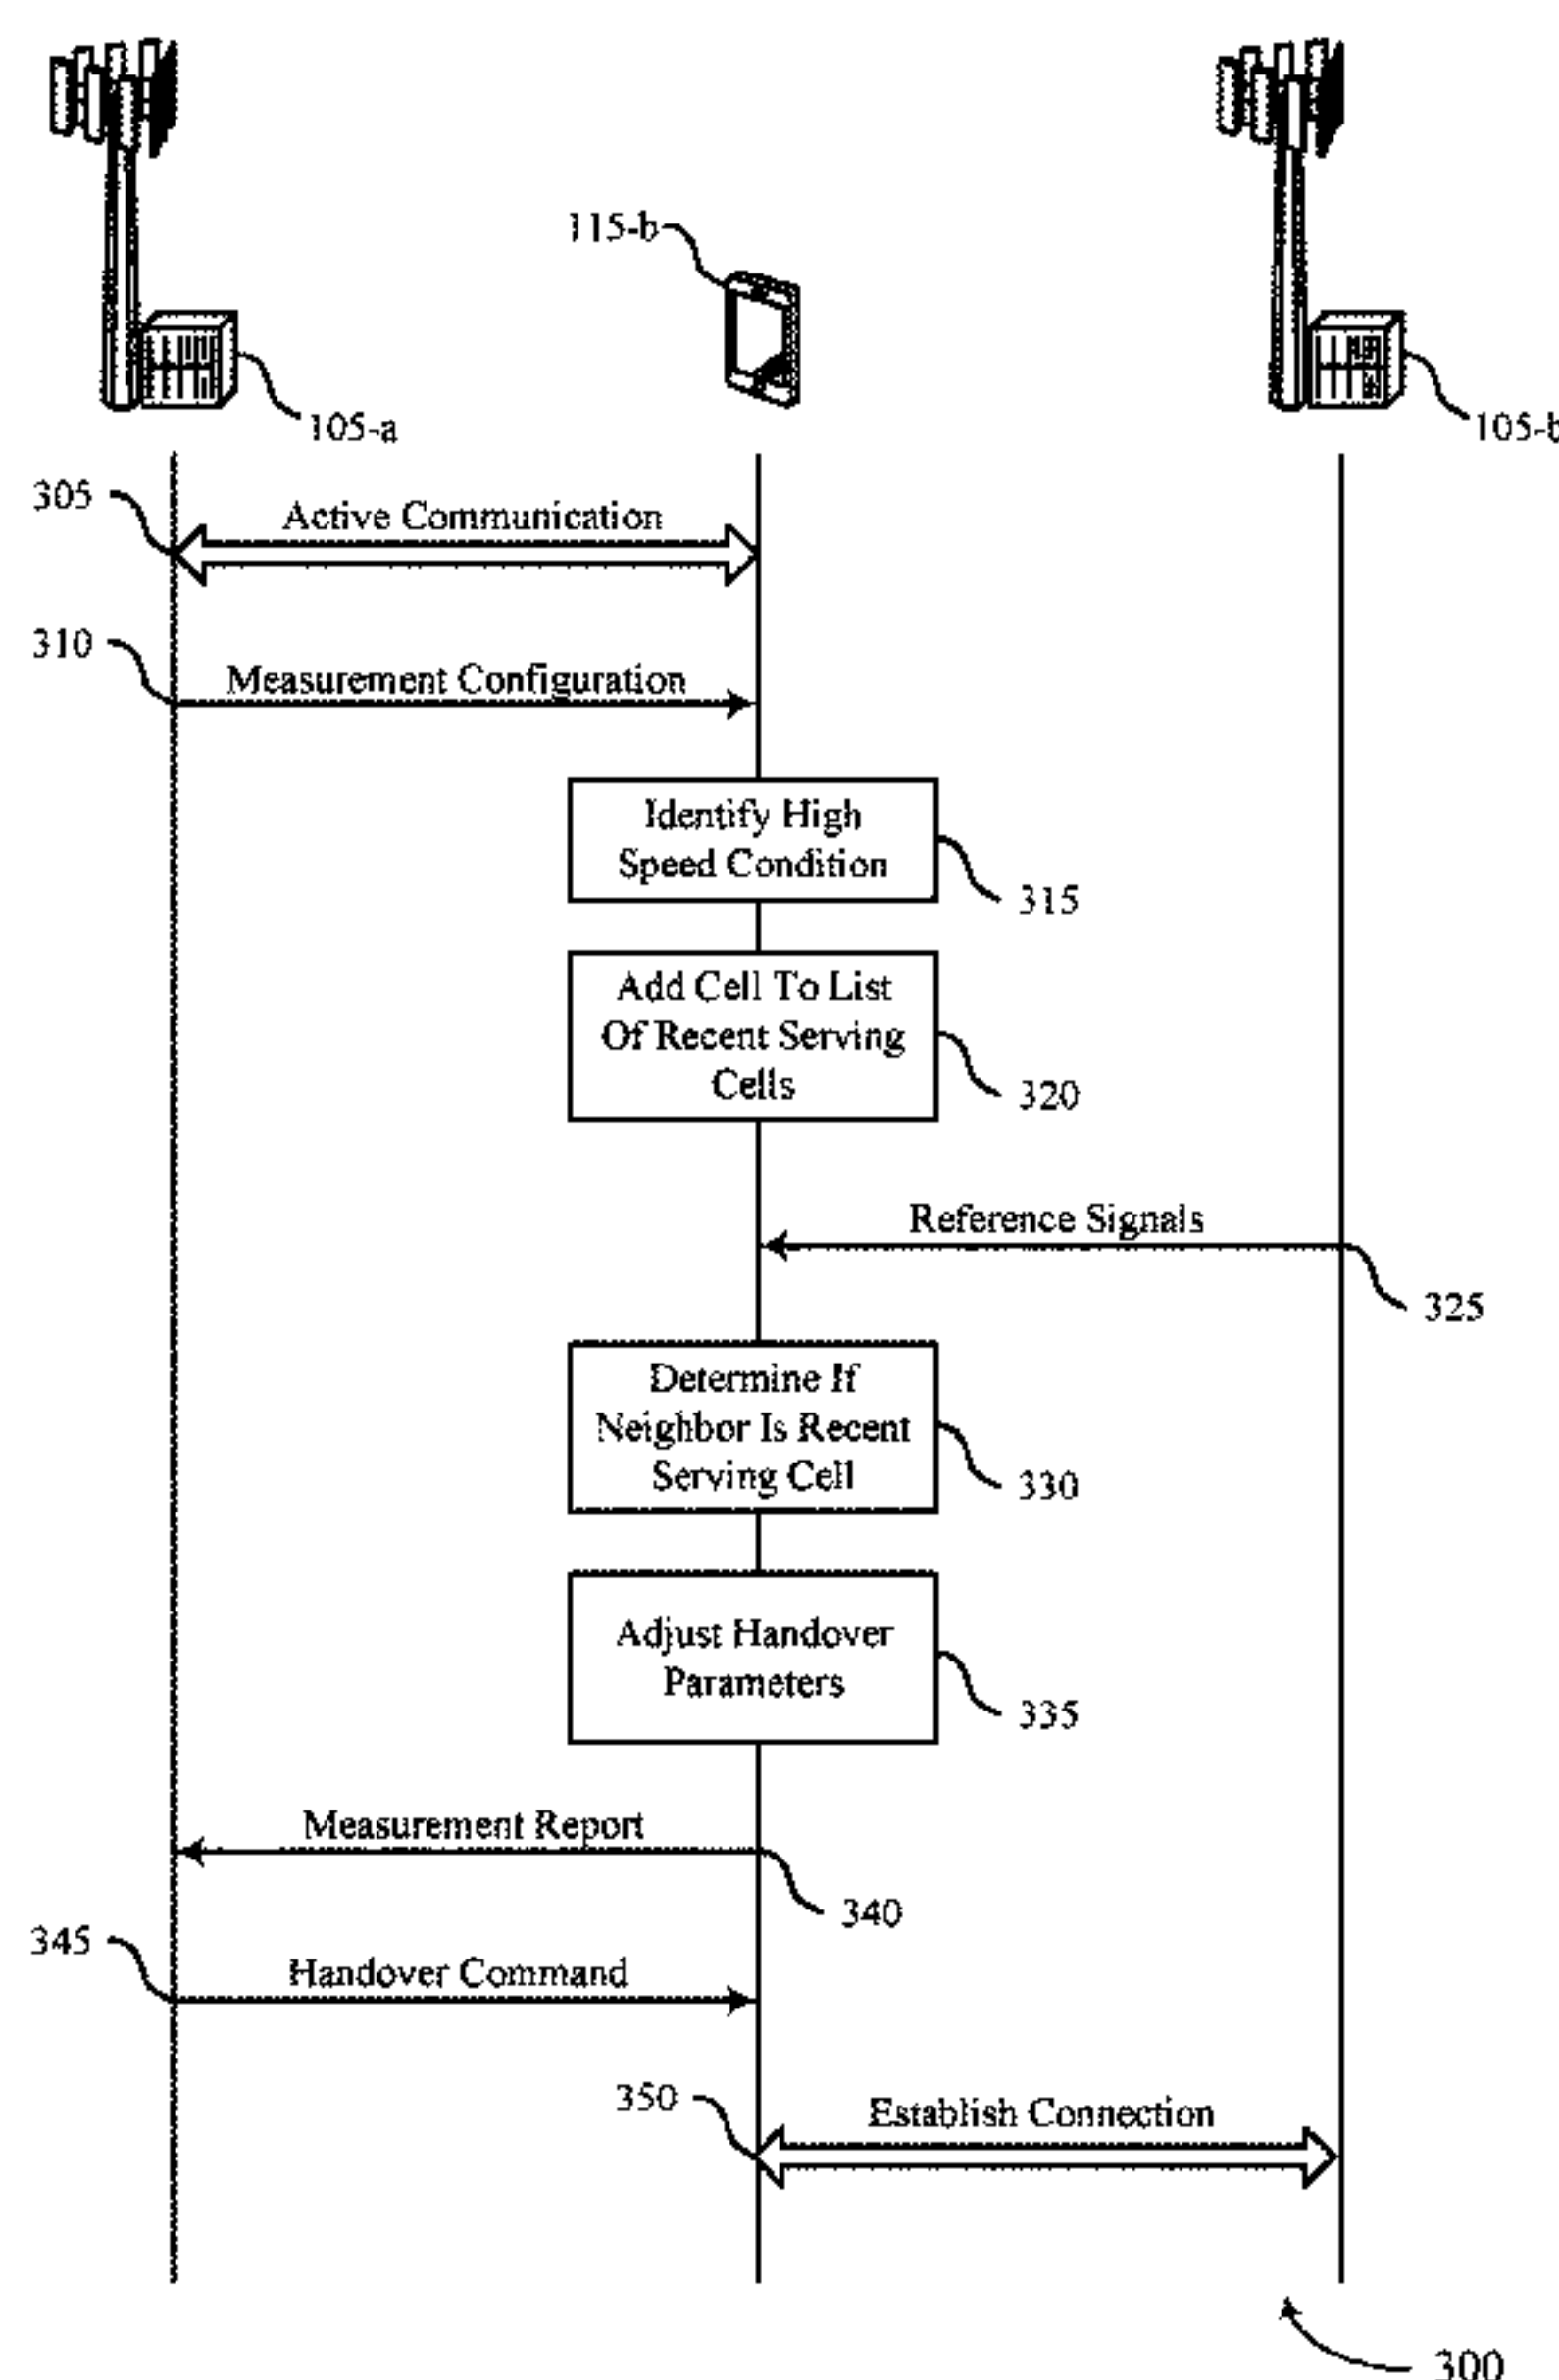 115-b
105-a
105-b
305
Active Communication
310
Measurement Configuration
Identify High
Speed Condition
315
Add Cell To List
Of Recent Serving
Cells
320
Reference Signals
325
Determine If
Neighbor Is Recent
Serving Cell
330
Adjust Handover
Parameters
335
Measurement Report
340
345
Handover Command
350
Establish Connection
300